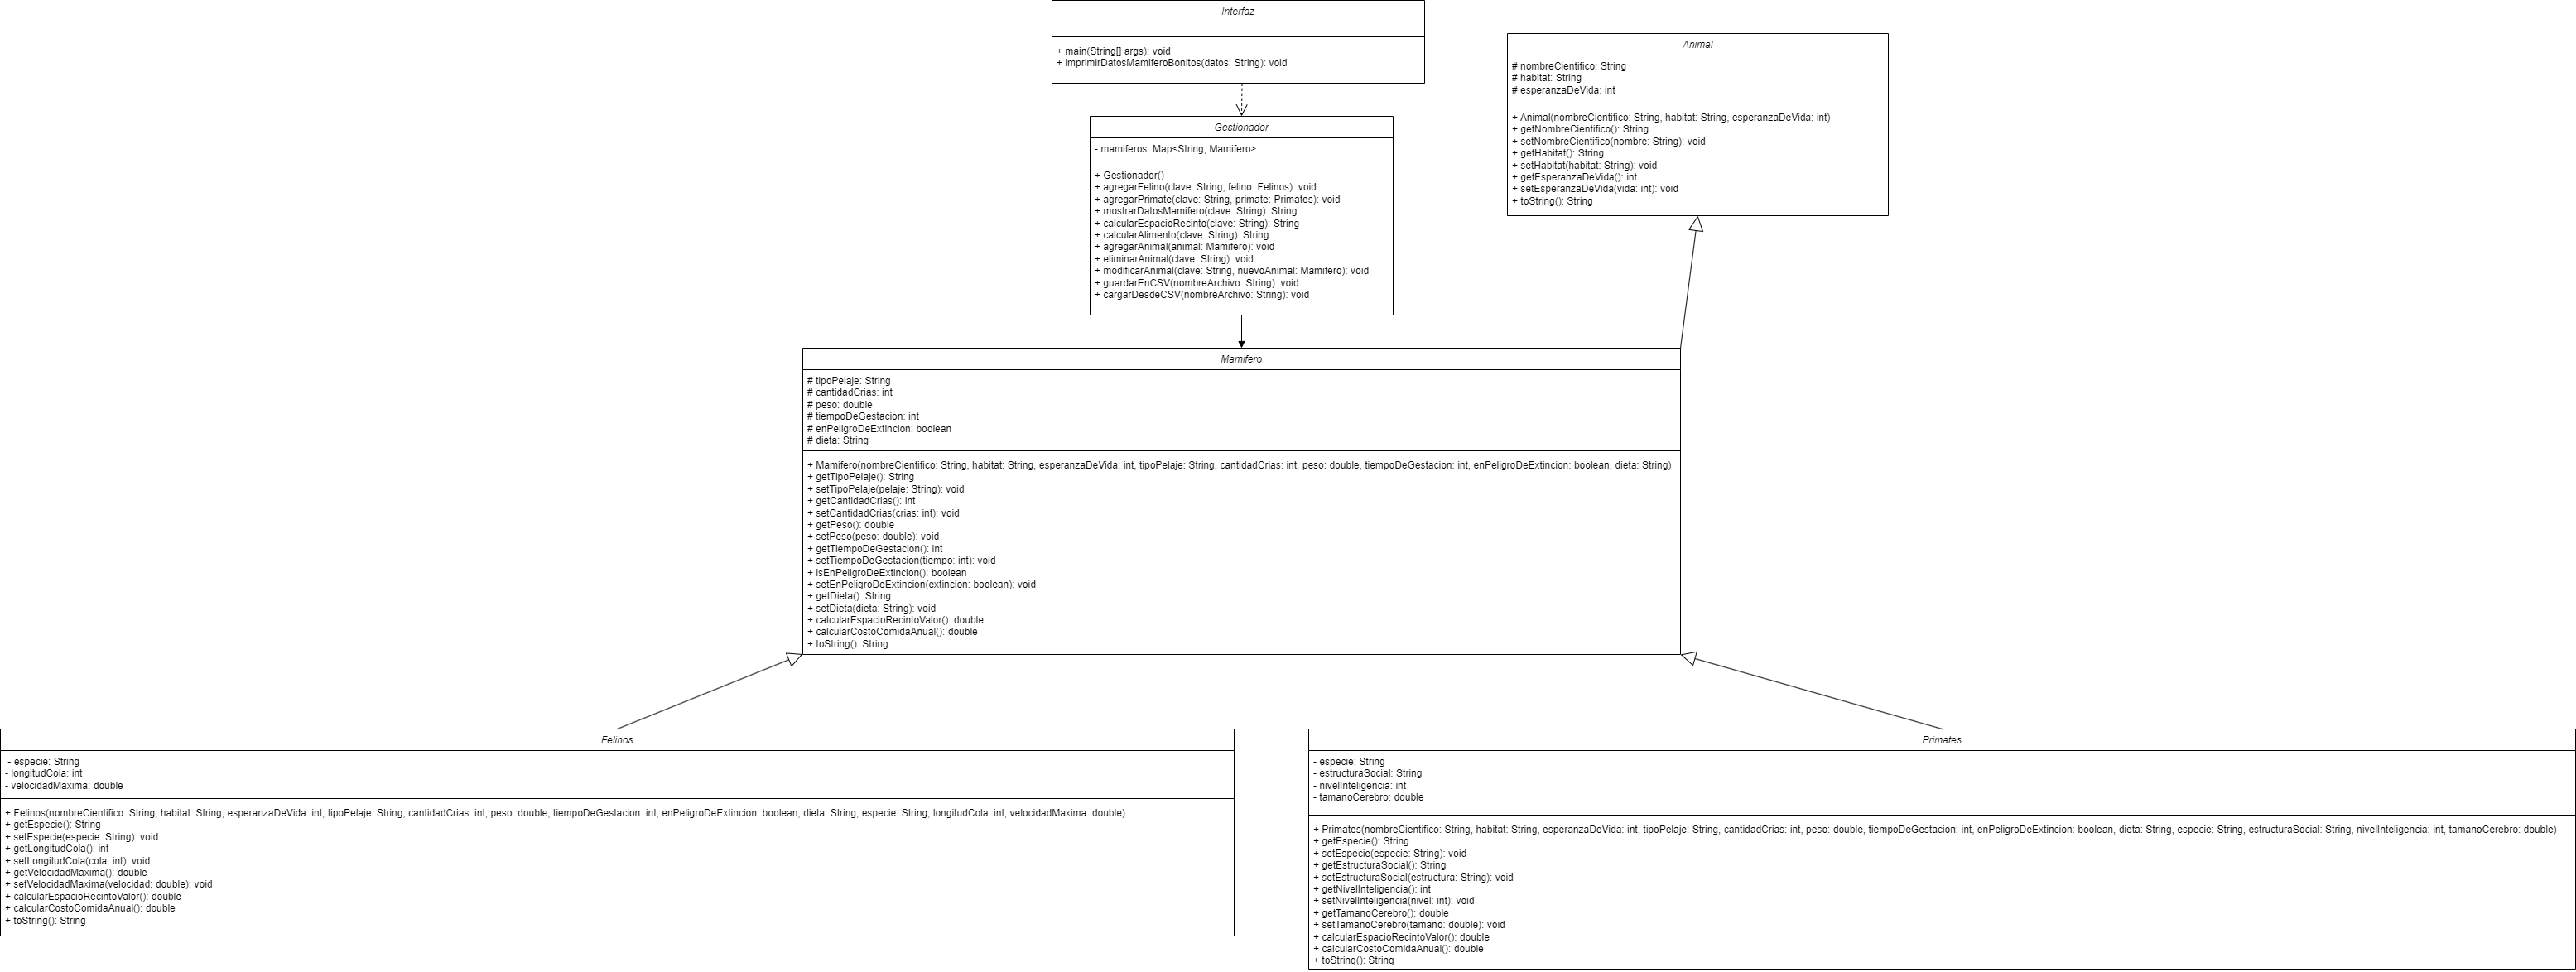 Interfaz
+ main(String[] args): void
+ imprimirDatosMamiferoBonitos(datos: String): void
Animal
# nombreCientifico: String
# habitat: String
# esperanzaDeVida: int
+ Animal(nombreCientifico: String, habitat: String, esperanzaDeVida: int)
+ getNombreCientifico(): String
+ setNombreCientifico(nombre: String): void
+ getHabitat(): String
+ setHabitat(habitat: String): void
+ getEsperanzaDeVida(): int
+ setEsperanzaDeVida(vida: int): void
+ toString(): String
Gestionador
- mamiferos: Map<String, Mamifero>
+ Gestionador()
+ agregarFelino(clave: String, felino: Felinos): void
+ agregarPrimate(clave: String, primate: Primates): void
+ mostrarDatosMamifero(clave: String): String
+ calcularEspacioRecinto(clave: String): String
+ calcularAlimento(clave: String): String
+ agregarAnimal(animal: Mamifero): void
+ eliminarAnimal(clave: String): void
+ modificarAnimal(clave: String, nuevoAnimal: Mamifero): void
+ guardarEnCSV(nombreArchivo: String): void
+ cargarDesdeCSV(nombreArchivo: String): void
Mamifero
# tipoPelaje: String
# cantidadCrias: int
# peso: double
# tiempoDeGestacion: int
# enPeligroDeExtincion: boolean
# dieta: String
+ Mamifero(nombreCientifico: String, habitat: String, esperanzaDeVida: int, tipoPelaje: String, cantidadCrias: int, peso: double, tiempoDeGestacion: int, enPeligroDeExtincion: boolean, dieta: String)
+ getTipoPelaje(): String
+ setTipoPelaje(pelaje: String): void
+ getCantidadCrias(): int
+ setCantidadCrias(crias: int): void
+ getPeso(): double
+ setPeso(peso: double): void
+ getTiempoDeGestacion(): int
+ setTiempoDeGestacion(tiempo: int): void
+ isEnPeligroDeExtincion(): boolean
+ setEnPeligroDeExtincion(extincion: boolean): void
+ getDieta(): String
+ setDieta(dieta: String): void
+ calcularEspacioRecintoValor(): double
+ calcularCostoComidaAnual(): double
+ toString(): String
Felinos
- especie: String
- longitudCola: int
- velocidadMaxima: double
+ Felinos(nombreCientifico: String, habitat: String, esperanzaDeVida: int, tipoPelaje: String, cantidadCrias: int, peso: double, tiempoDeGestacion: int, enPeligroDeExtincion: boolean, dieta: String, especie: String, longitudCola: int, velocidadMaxima: double)
+ getEspecie(): String
+ setEspecie(especie: String): void
+ getLongitudCola(): int
+ setLongitudCola(cola: int): void
+ getVelocidadMaxima(): double
+ setVelocidadMaxima(velocidad: double): void
+ calcularEspacioRecintoValor(): double
+ calcularCostoComidaAnual(): double
+ toString(): String
Primates
- especie: String
- estructuraSocial: String
- nivelInteligencia: int
- tamanoCerebro: double
+ Primates(nombreCientifico: String, habitat: String, esperanzaDeVida: int, tipoPelaje: String, cantidadCrias: int, peso: double, tiempoDeGestacion: int, enPeligroDeExtincion: boolean, dieta: String, especie: String, estructuraSocial: String, nivelInteligencia: int, tamanoCerebro: double)
+ getEspecie(): String
+ setEspecie(especie: String): void
+ getEstructuraSocial(): String
+ setEstructuraSocial(estructura: String): void
+ getNivelInteligencia(): int
+ setNivelInteligencia(nivel: int): void
+ getTamanoCerebro(): double
+ setTamanoCerebro(tamano: double): void
+ calcularEspacioRecintoValor(): double
+ calcularCostoComidaAnual(): double
+ toString(): String